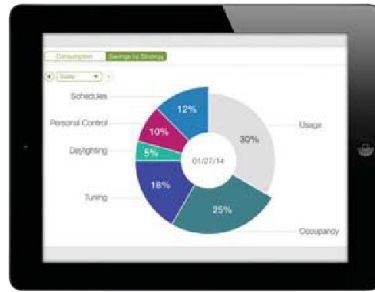 Consumption Savings by Strategy
Today
Schedules
12%
Personal Control
10%
30%
Usage
Daylighting
5%
01/27/14
Tuning
18%
25%
Occupancy